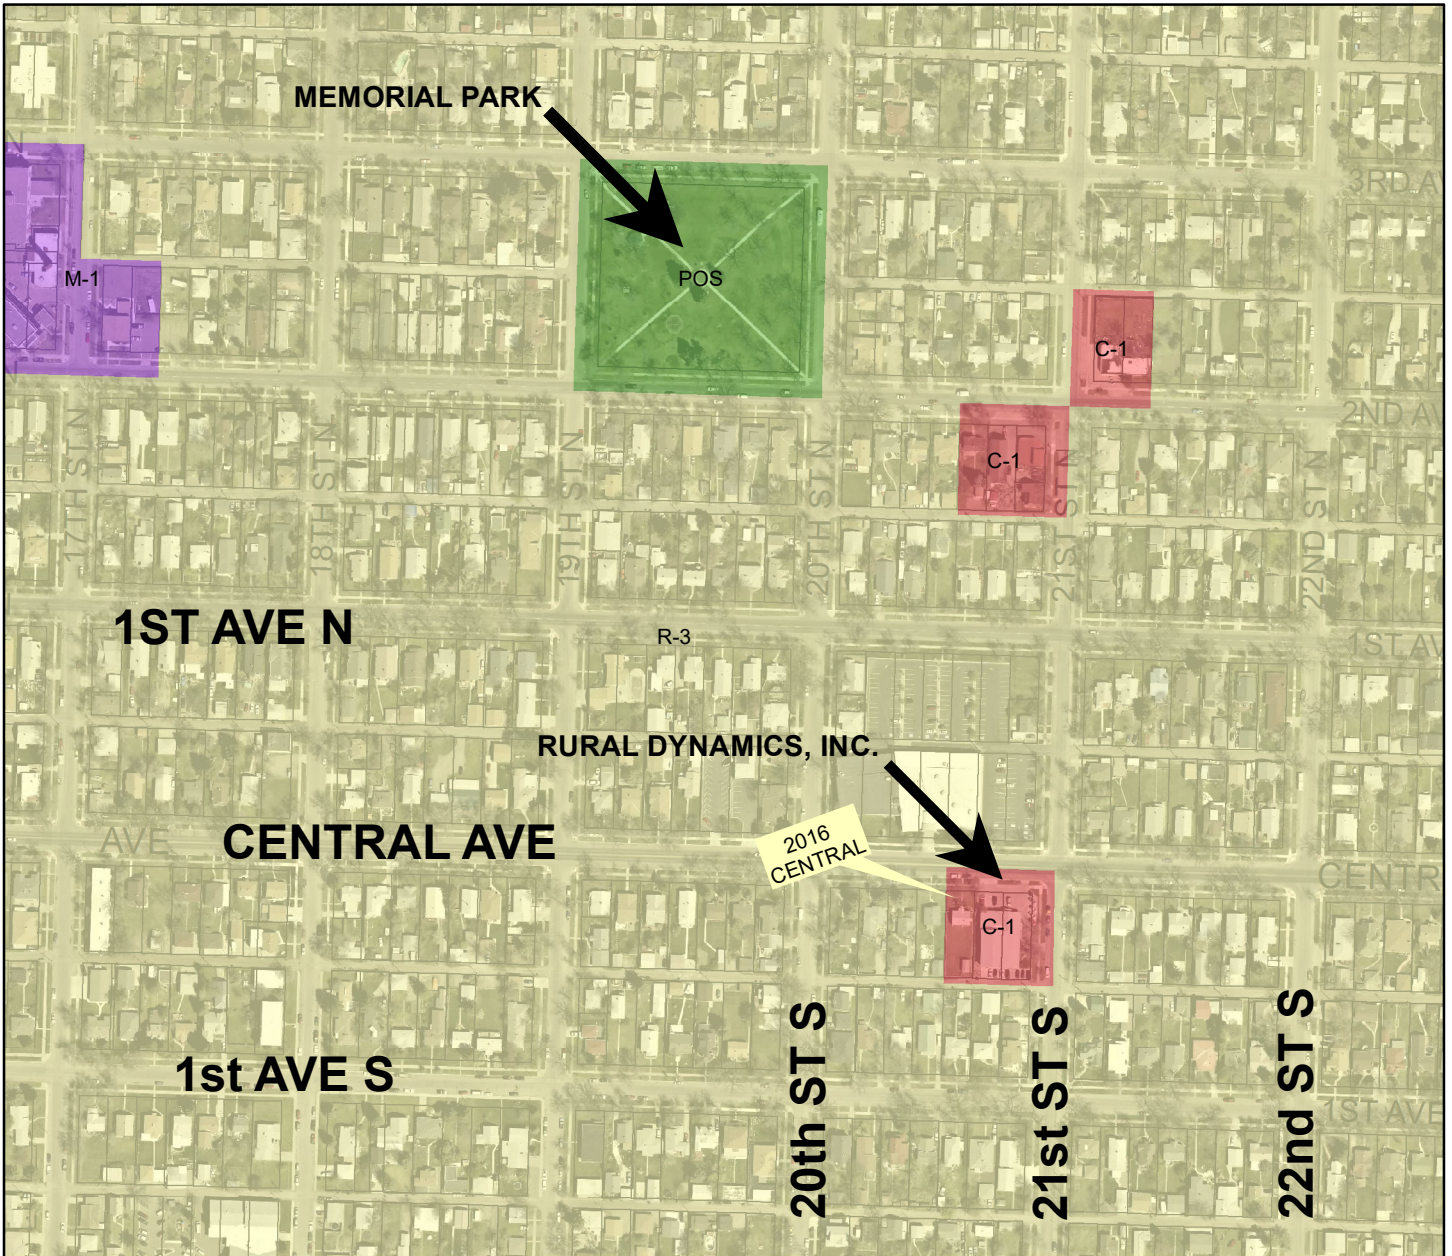 MEMORIAL PARK
3RD AV
M-1
POS
C-1
2ND AV
C-1
17TH ST N
18TH ST N
19TH ST N
20TH ST N
21ST ST N
22ND ST N
1ST AVE N
R-3
1ST AV
RURAL DYNAMICS, INC.
AVE
CENTRAL AVE
2016
CENTRAL
CENTR
C-1
1st AVE S
20th ST S
21st ST S
22nd ST S
1ST AVE